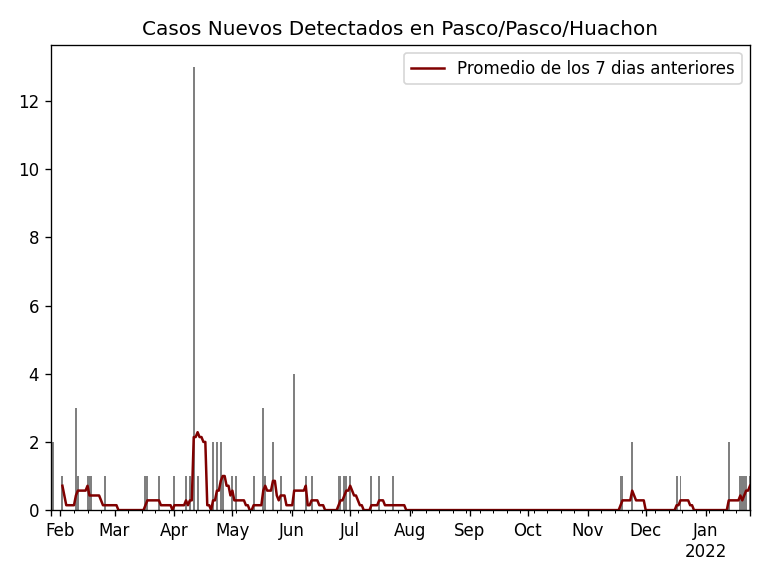 Casos Nuevos Detectados en Pasco/Pasco/Huachon
Promedio de los 7 dias anteriores
12
10
8
6
4
2
0
Feb Mar Apr May Jun Jul Aug Sep Oct Nov Dec Jan
2022